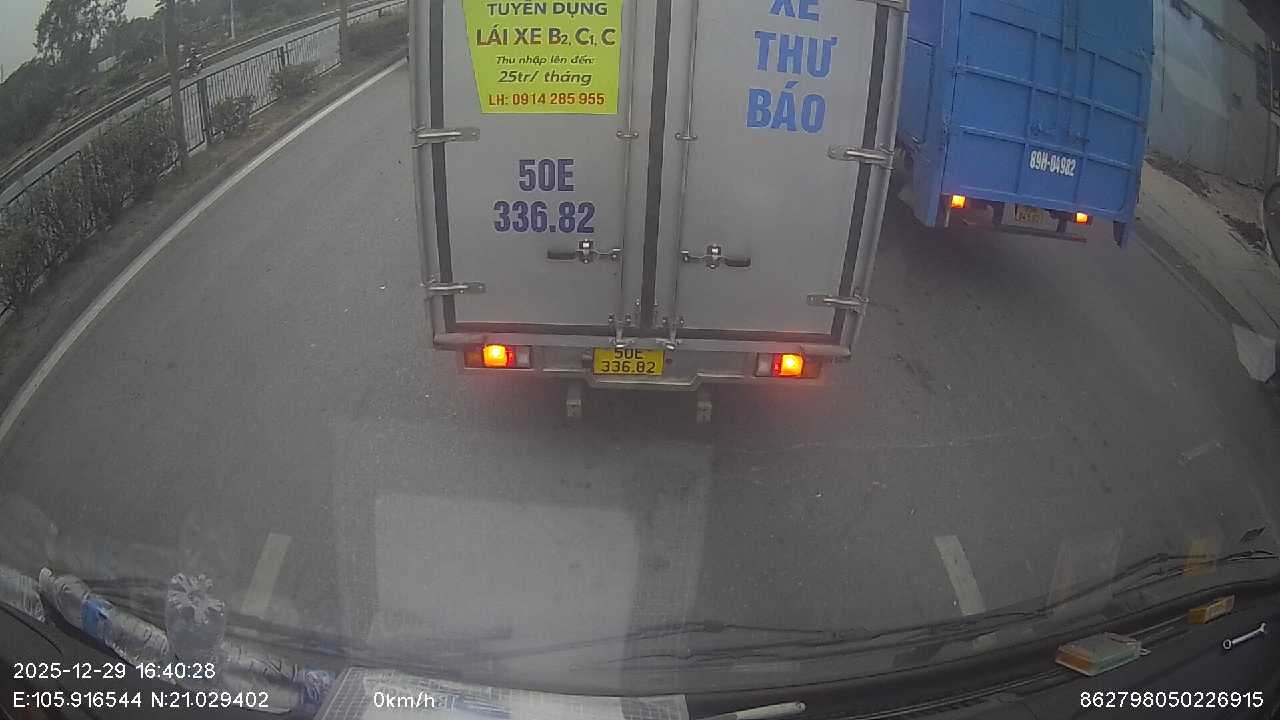 TUYỂN DỤNG
LÁI XE B2, C1, C
Thu nhập lên đến:
25tr/ tháng
LH: 0914 285 955
XE
THƯ
BÁO
50E
336.82
89H-04982
50E
336.82
2025-12-29 16:40:28
E:105.916544 N:21.029402
0km/h
862798050226915